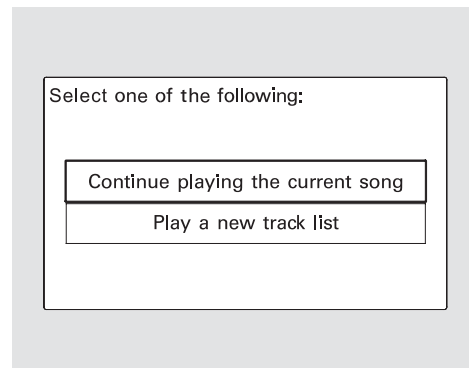 Select one of the following:
Continue playing the current song
Play a new track list